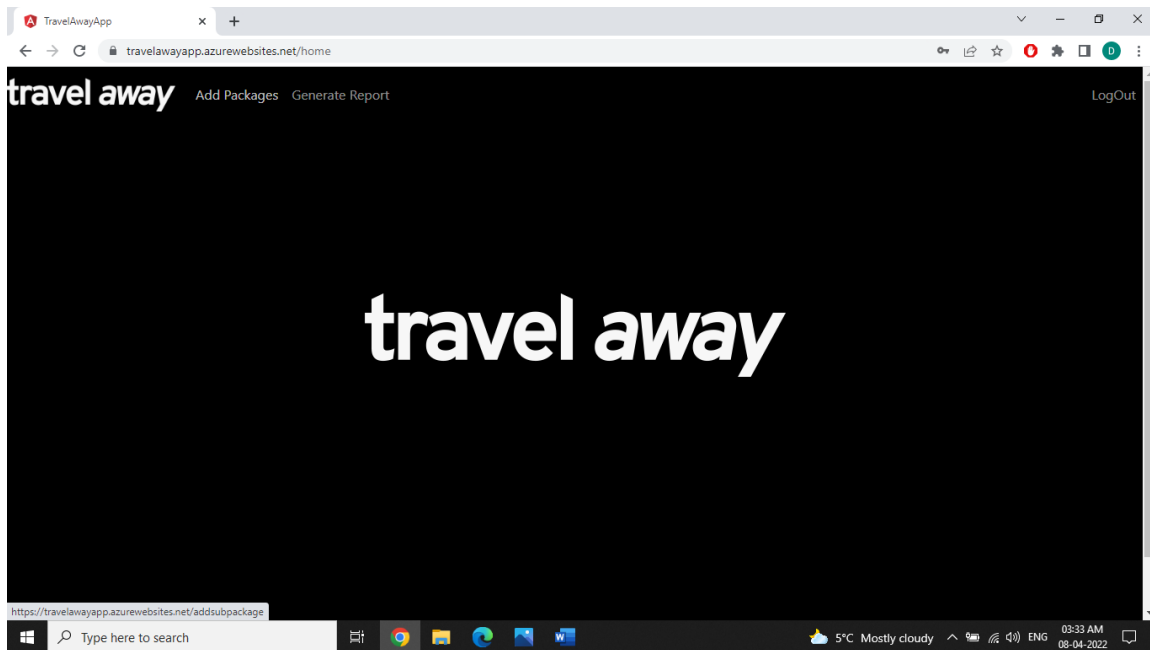 TravelAwayApp
travelawayapp.azurewebsites.net/home
D
travel away Add Packages Generate Report LogOut
travel away
https://travelawayapp.azurewebsites.net/addsubpackage
Type here to search
5°C Mostly cloudy
ENG
03:33 AM
08-04-2022